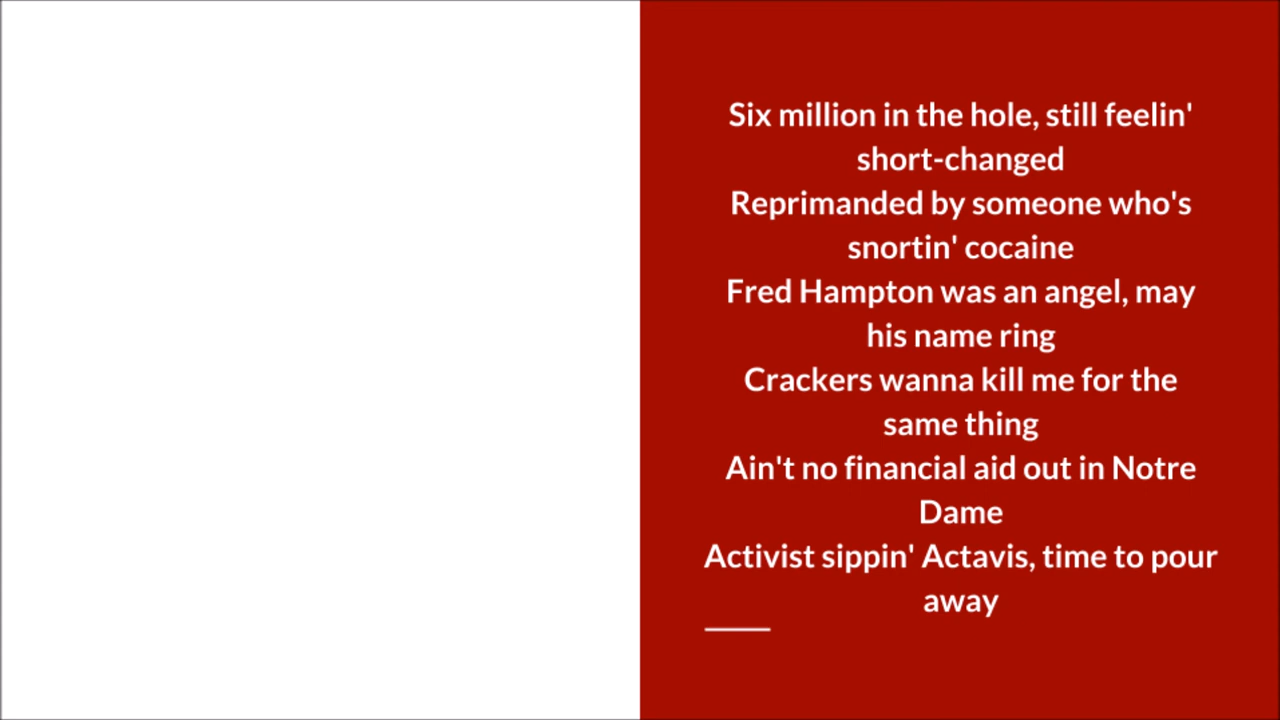 Six million in the hole, still feelin'
short-changed
Reprimanded by someone who's
snortin' cocaine
Fred Hampton was an angel, may
his name ring
Crackers wanna kill me for the
same thing
Ain't no financial aid out in Notre
Dame
Activist sippin' Actavis, time to pour
away